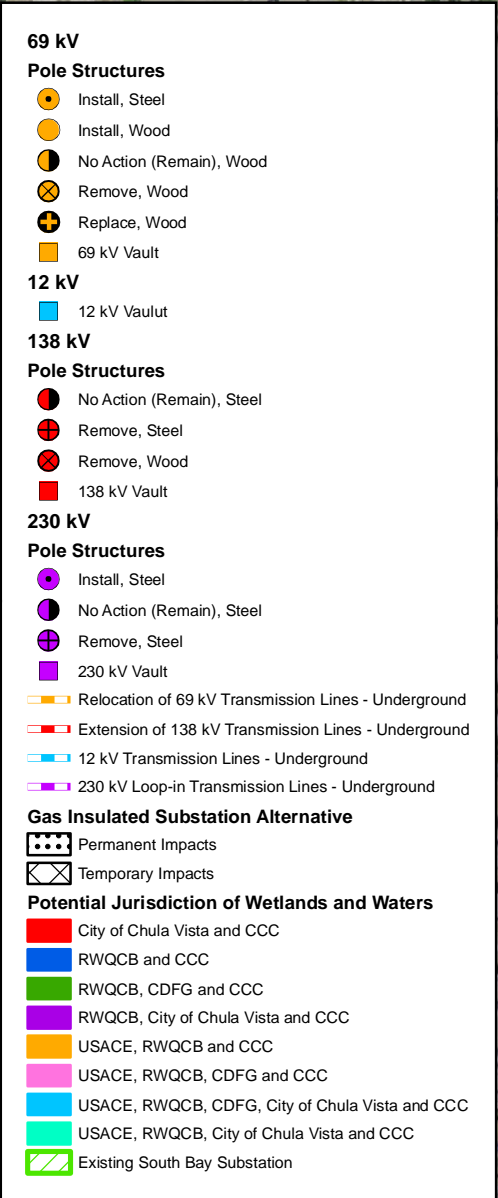 69 kV
Pole Structures
Install, Steel
Install, Wood
No Action (Remain), Wood
Remove, Wood
Replace, Wood
69 kV Vault
12 kV
12 kV Vaulut
138 kV
Pole Structures
No Action (Remain), Steel
Remove, Steel
Remove, Wood
138 kV Vault
230 kV
Pole Structures
Install, Steel
No Action (Remain), Steel
Remove, Steel
230 kV Vault
Relocation of 69 kV Transmission Lines - Underground
Extension of 138 kV Transmission Lines - Underground
12 kV Transmission Lines - Underground
230 kV Loop-in Transmission Lines - Underground
Gas Insulated Substation Alternative
Permanent Impacts
Temporary Impacts
Potential Jurisdiction of Wetlands and Waters
City of Chula Vista and CCC
RWQCB and CCC
RWQCB, CDFG and CCC
RWQCB, City of Chula Vista and CCC
USACE, RWQCB and CCC
USACE, RWQCB, CDFG and CCC
USACE, RWQCB, CDFG, City of Chula Vista and CCC
USACE, RWQCB, City of Chula Vista and CCC
Existing South Bay Substation